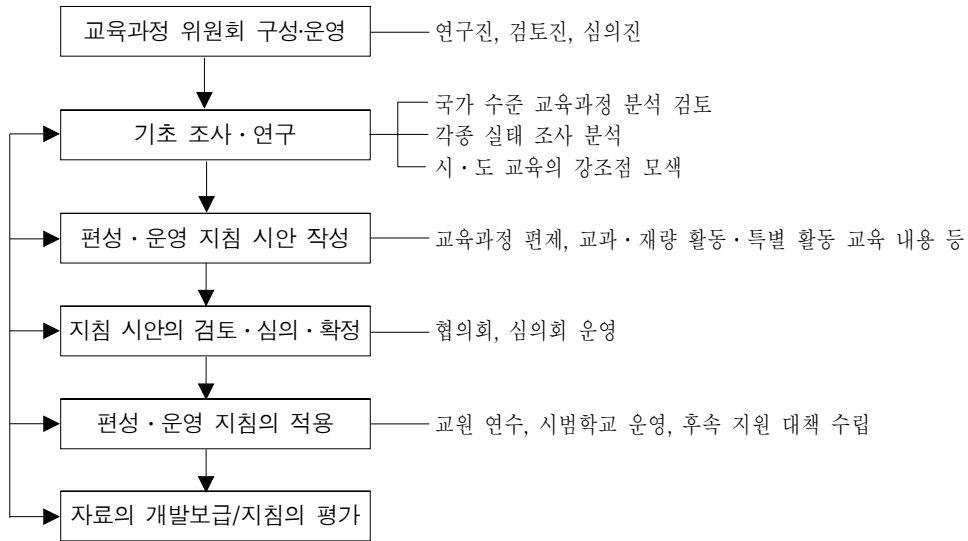 교육과정 위원회 구성·운영
연구진, 검토진, 심의진
기초 조사·연구
국가 수준 교육과정 분석 검토
각종 실태 조사 분석
시·도 교육의 강조점 모색
편성·운영 지침 시안 작성
교육과정 편제, 교과·재량 활동·특별 활동 교육 내용 등
지침 시안의 검토·심의·확정
협의회, 심의회 운영
편성·운영 지침의 적용
교원 연수, 시범학교 운영, 후속 지원 대책 수립
자료의 개발보급/지침의 평가